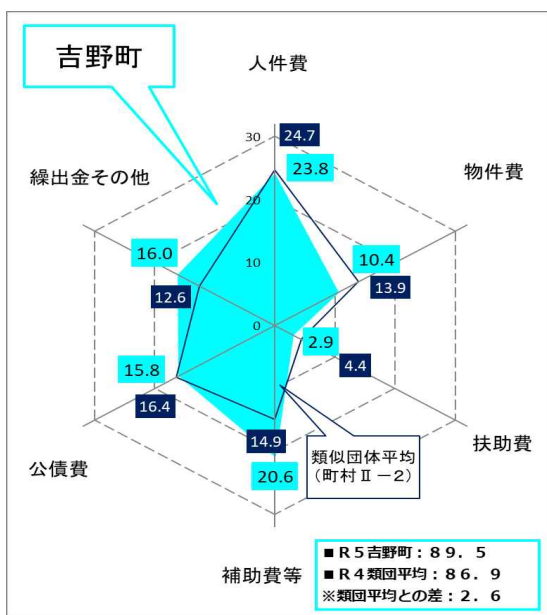 吉野町
人件費
30
24.7
23.8
物件費
繰出金その他
20
16.0
10.4
10
12.6
13.9
0
2.9
15.8
4.4
16.4
14.9
類似団体平均
(町村Ⅱ－2)
扶助費
公債費
20.6
補助費等
■R5吉野町：89．5
■R4類団平均：86．9
※類団平均との差：2．6